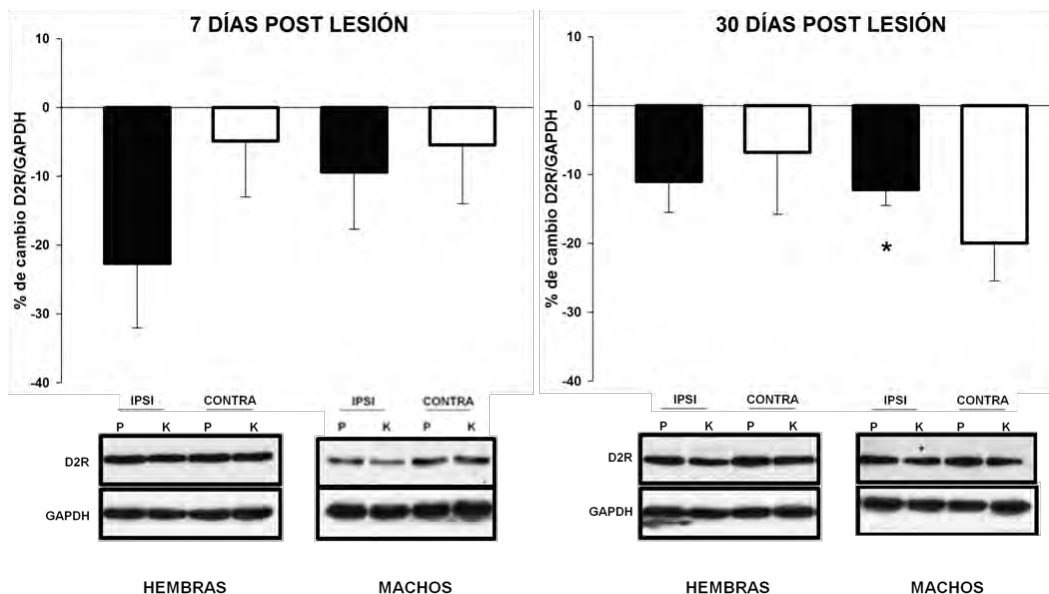 7 DÍAS POST LESIÓN
% de cambio D2R/GAPDH
10
0
-10
-20
-30
-40
IPSI CONTRA
P K P K
IPSI CONTRA
P K P K
D2R
GAPDH
HEMBRAS MACHOS
30 DÍAS POST LESIÓN
% de cambio D2R/GAPDH
10
0
-10
-20
-30
-40
*
IPSI CONTRA
P K P K
IPSI CONTRA
P K P K
+
D2R
GAPDH
HEMBRAS MACHOS